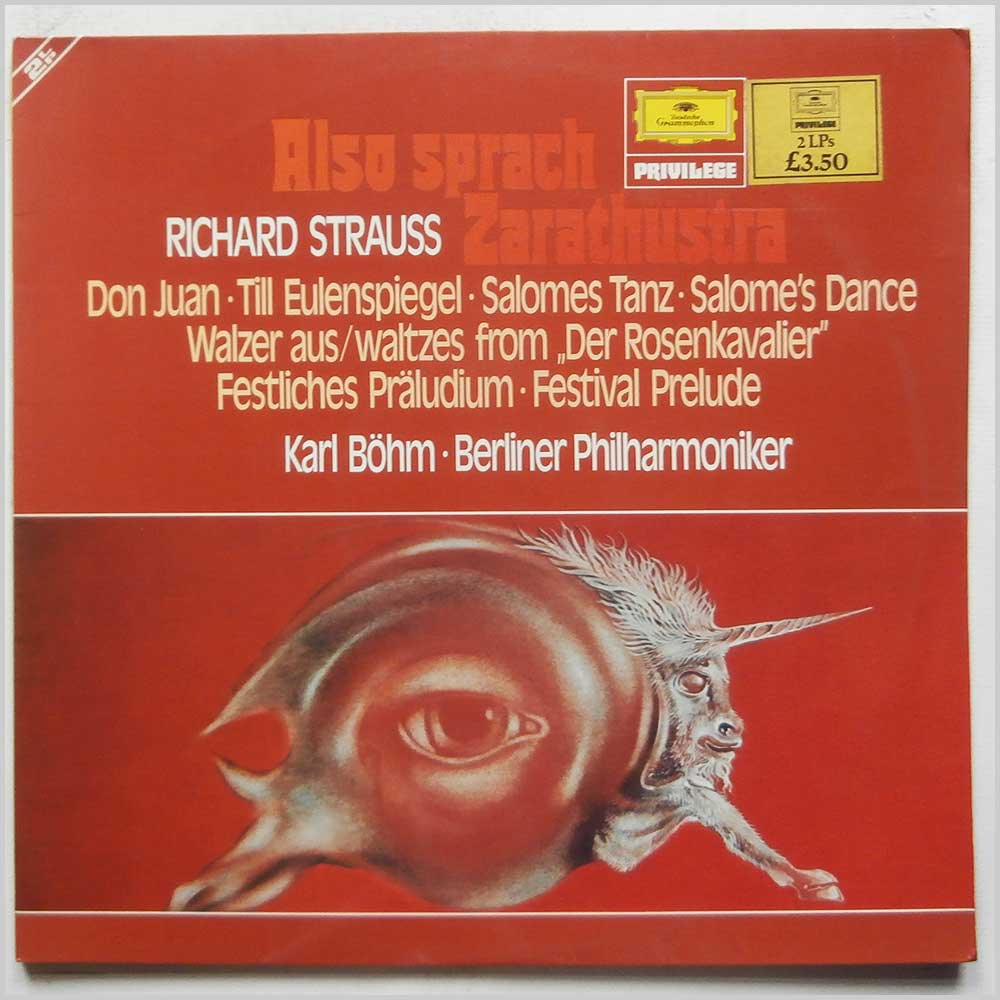 2LP
Deutsche
Grammophon
PRIVILEGE
PRIVILEGE
2 LPs
£3.50
Also sprach
Zarathustra
RICHARD STRAUSS
Don Juan · Till Eulenspiegel · Salomes Tanz · Salome's Dance
Walzer aus/waltzes from „Der Rosenkavalier"
Festliches Präludium · Festival Prelude
Karl Böhm · Berliner Philharmoniker